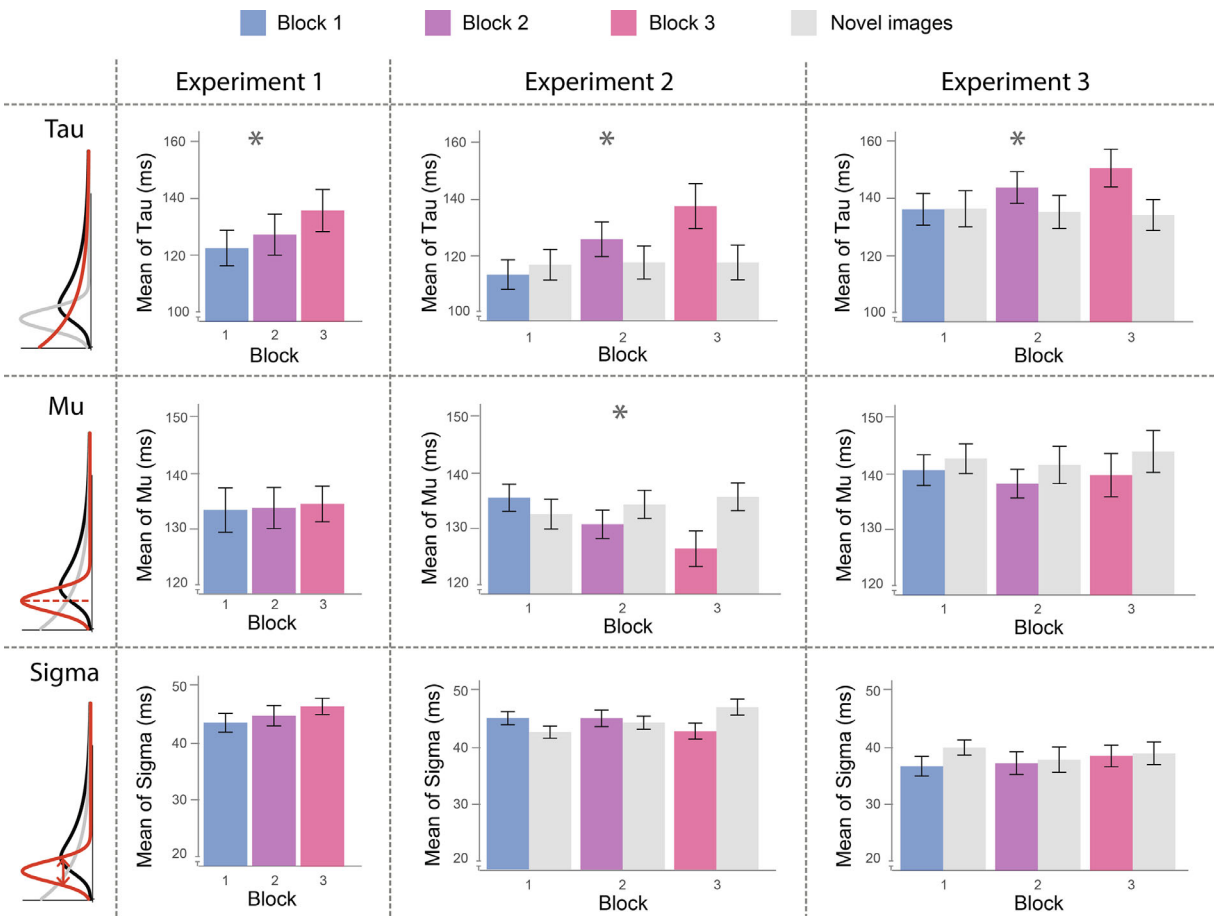 Block 1 Block 2 Block 3 Novel images
Experiment 1 Experiment 2 Experiment 3
Tau
Mean of Tau (ms)
160
140
120
100
1 2 3
Block
Mean of Tau (ms)
160
140
120
100
1 2 3
Block
Mean of Tau (ms)
160
140
120
100
1 2 3
Block
*
*
*
Mu
Mean of Mu (ms)
150
140
130
120
1 2 3
Block
Mean of Mu (ms)
150
140
130
120
1 2 3
Block
*
Mean of Mu (ms)
150
140
130
120
1 2 3
Block
Sigma
Mean of Sigma (ms)
50
40
30
20
1 2 3
Block
Mean of Sigma (ms)
50
40
30
20
1 2 3
Block
Mean of Sigma (ms)
50
40
30
20
1 2 3
Block